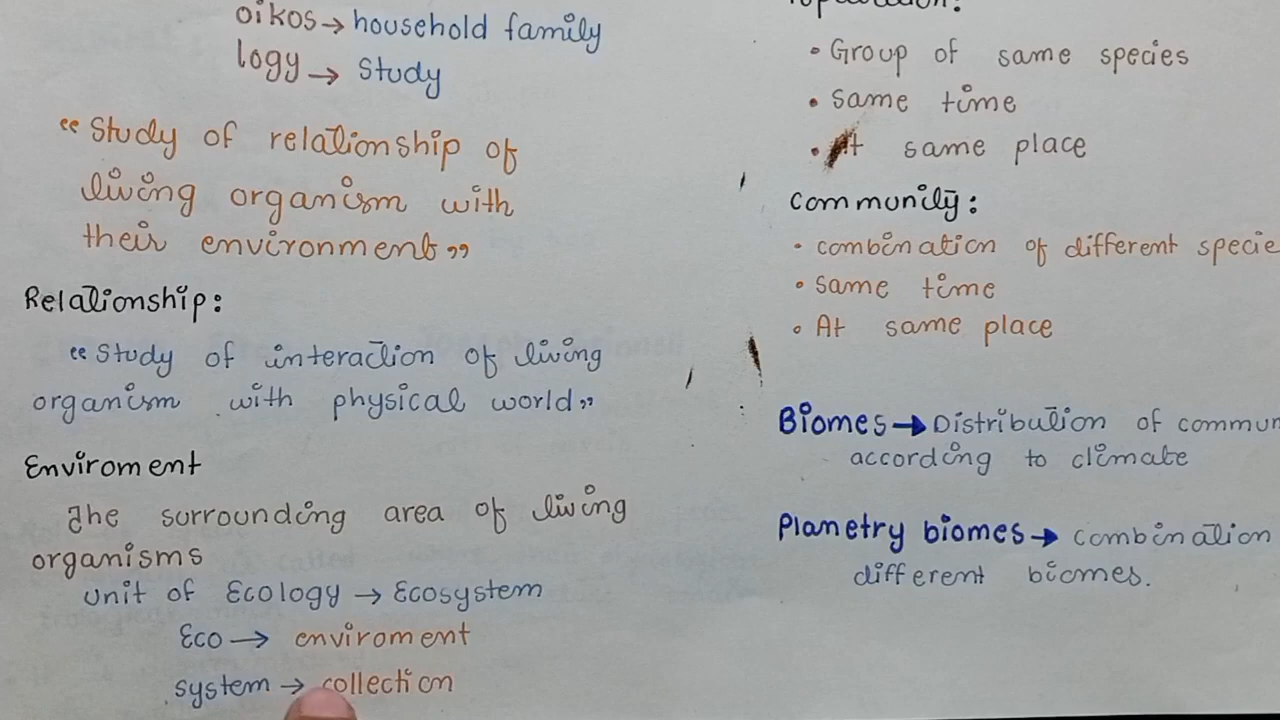 oikos → household family
logy → study
“ Study of relationship of
living organism with
their environment ”
Relationship:
“ Study of interaction of living
organism with physical world ”
Enviroment
The surrounding area of living
organisms
unit of Ecology → Ecosystem
Eco → enviroment
system → collection
• Group of same species
• same time
• At same place
community:
• combination of different specie
• same time
• At same place
Biomes → Distribution of commun
according to climate
Planetry biomes → combination
different biomes.